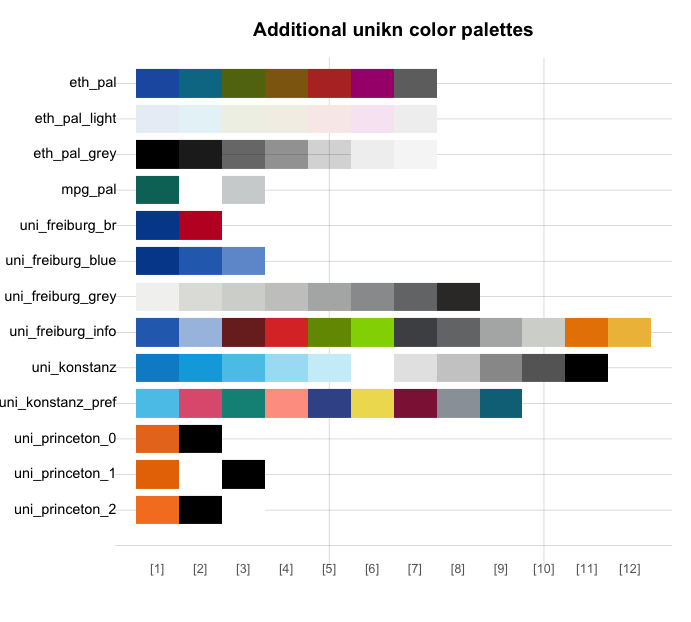 Additional unikn color palettes
eth_pal
eth_pal_light
eth_pal_grey
mpg_pal
uni_freiburg_br
uni_freiburg_blue
uni_freiburg_grey
uni_freiburg_info
uni_konstanz
uni_konstanz_pref
uni_princeton_0
uni_princeton_1
uni_princeton_2
[1] [2] [3] [4] [5] [6] [7] [8] [9] [10] [11] [12]